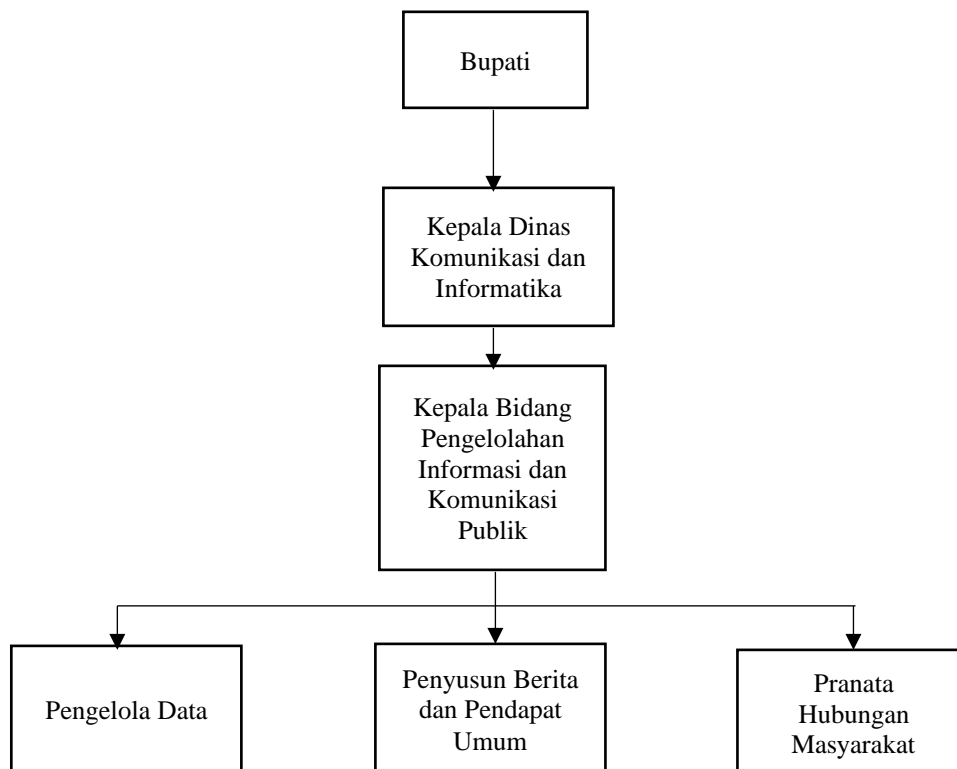 Bupati
Kepala Dinas
Komunikasi dan
Informatika
Kepala Bidang
Pengelolahan
Informasi dan
Komunikasi
Publik
Pengelola Data
Penyusun Berita
dan Pendapat
Umum
Pranata
Hubungan
Masyarakat